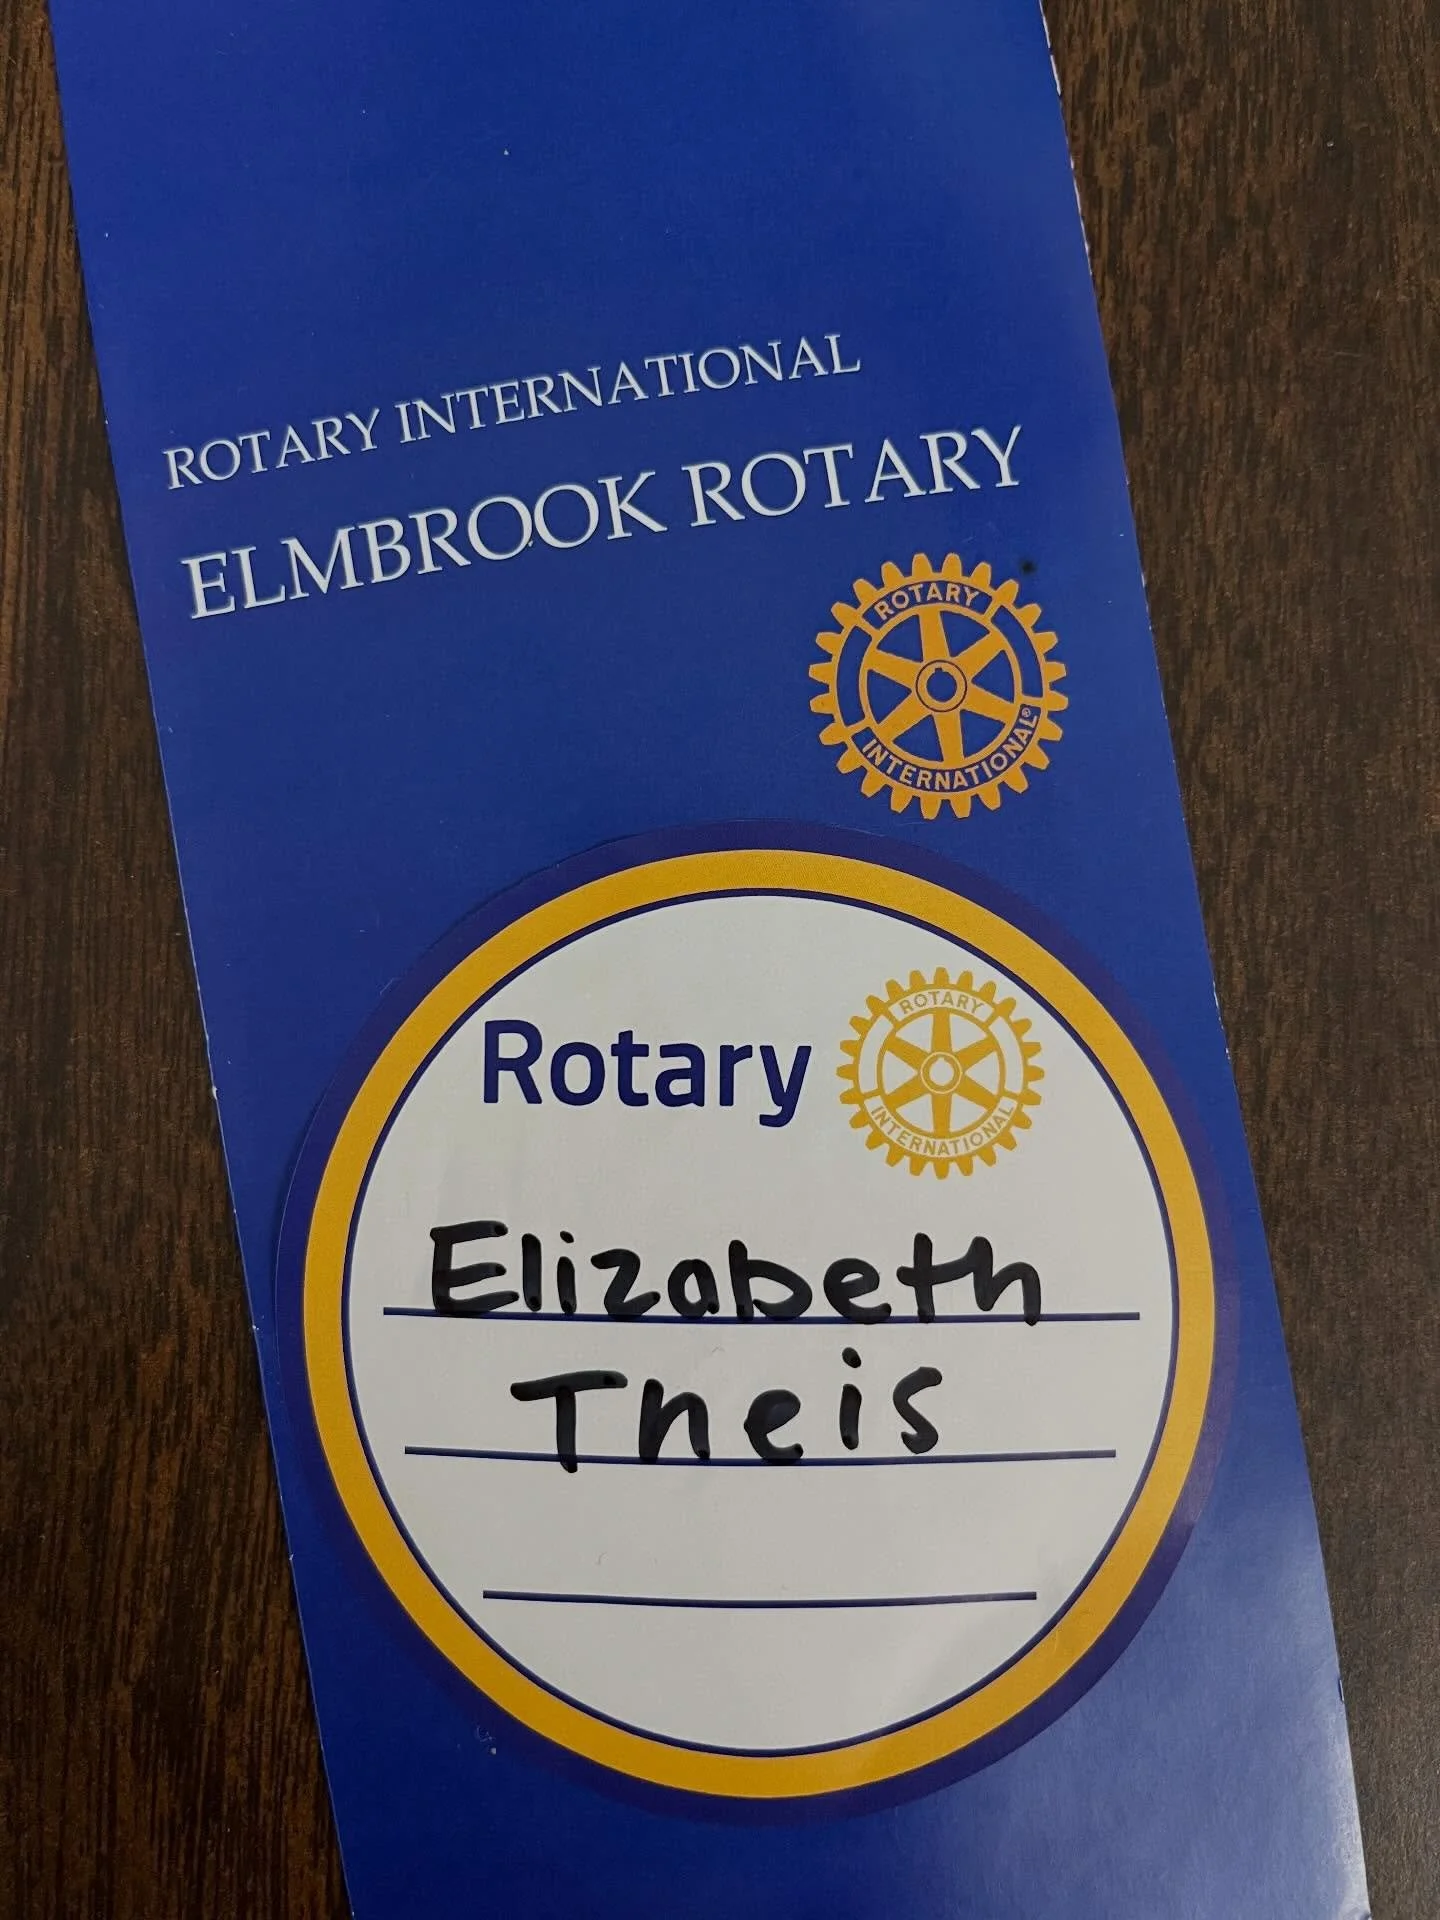 ROTARY INTERNATIONAL
ELMBROOK ROTARY
ROTARY
INTERNATIONAL®
Rotary
ROTARY
INTERNATIONAL
Elizabeth
Theis